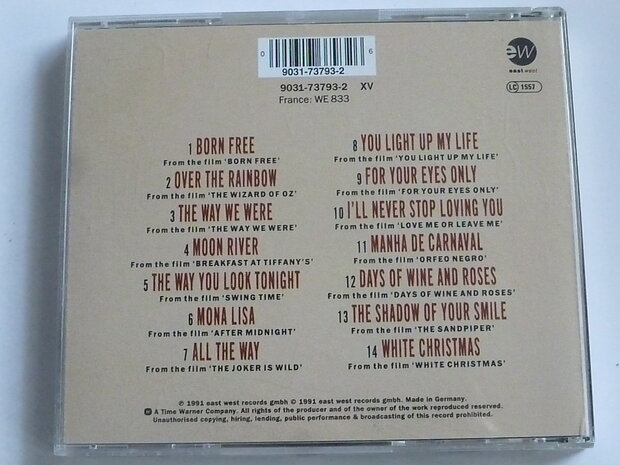 0 6
9031-73793-2
9031-73793-2 XV
France: WE 833
ew
east west
LC 1557
1 BORN FREE
From the film 'BORN FREE'
2 OVER THE RAINBOW
From the film 'THE WIZARD OF OZ'
3 THE WAY WE WERE
From the film 'THE WAY WE WERE'
4 MOON RIVER
From the film 'BREAKFAST AT TIFFANY'S'
5 THE WAY YOU LOOK TONIGHT
From the film 'SWING TIME'
6 MONA LISA
From the film 'AFTER MIDNIGHT'
7 ALL THE WAY
From the film 'THE JOKER IS WILD'
8 YOU LIGHT UP MY LIFE
From the film 'YOU LIGHT UP MY LIFE'
9 FOR YOUR EYES ONLY
From the film 'FOR YOUR EYES ONLY'
10 I'LL NEVER STOP LOVING YOU
From the film 'LOVE ME OR LEAVE ME'
11 MANHA DE CARNAVAL
From the film 'ORFEO NEGRO'
12 DAYS OF WINE AND ROSES
From the film 'DAYS OF WINE AND ROSES'
13 THE SHADOW OF YOUR SMILE
From the film 'THE SANDPIPER'
14 WHITE CHRISTMAS
From the film 'WHITE CHRISTMAS'
℗ 1991 east west records gmbh © 1991 east west records gmbh. Made in Germany.
A Time Warner Company. All rights of the producer and of the owner of the work reproduced reserved.
Unauthorised copying, hiring, lending, public performance & broadcasting of this record prohibited.